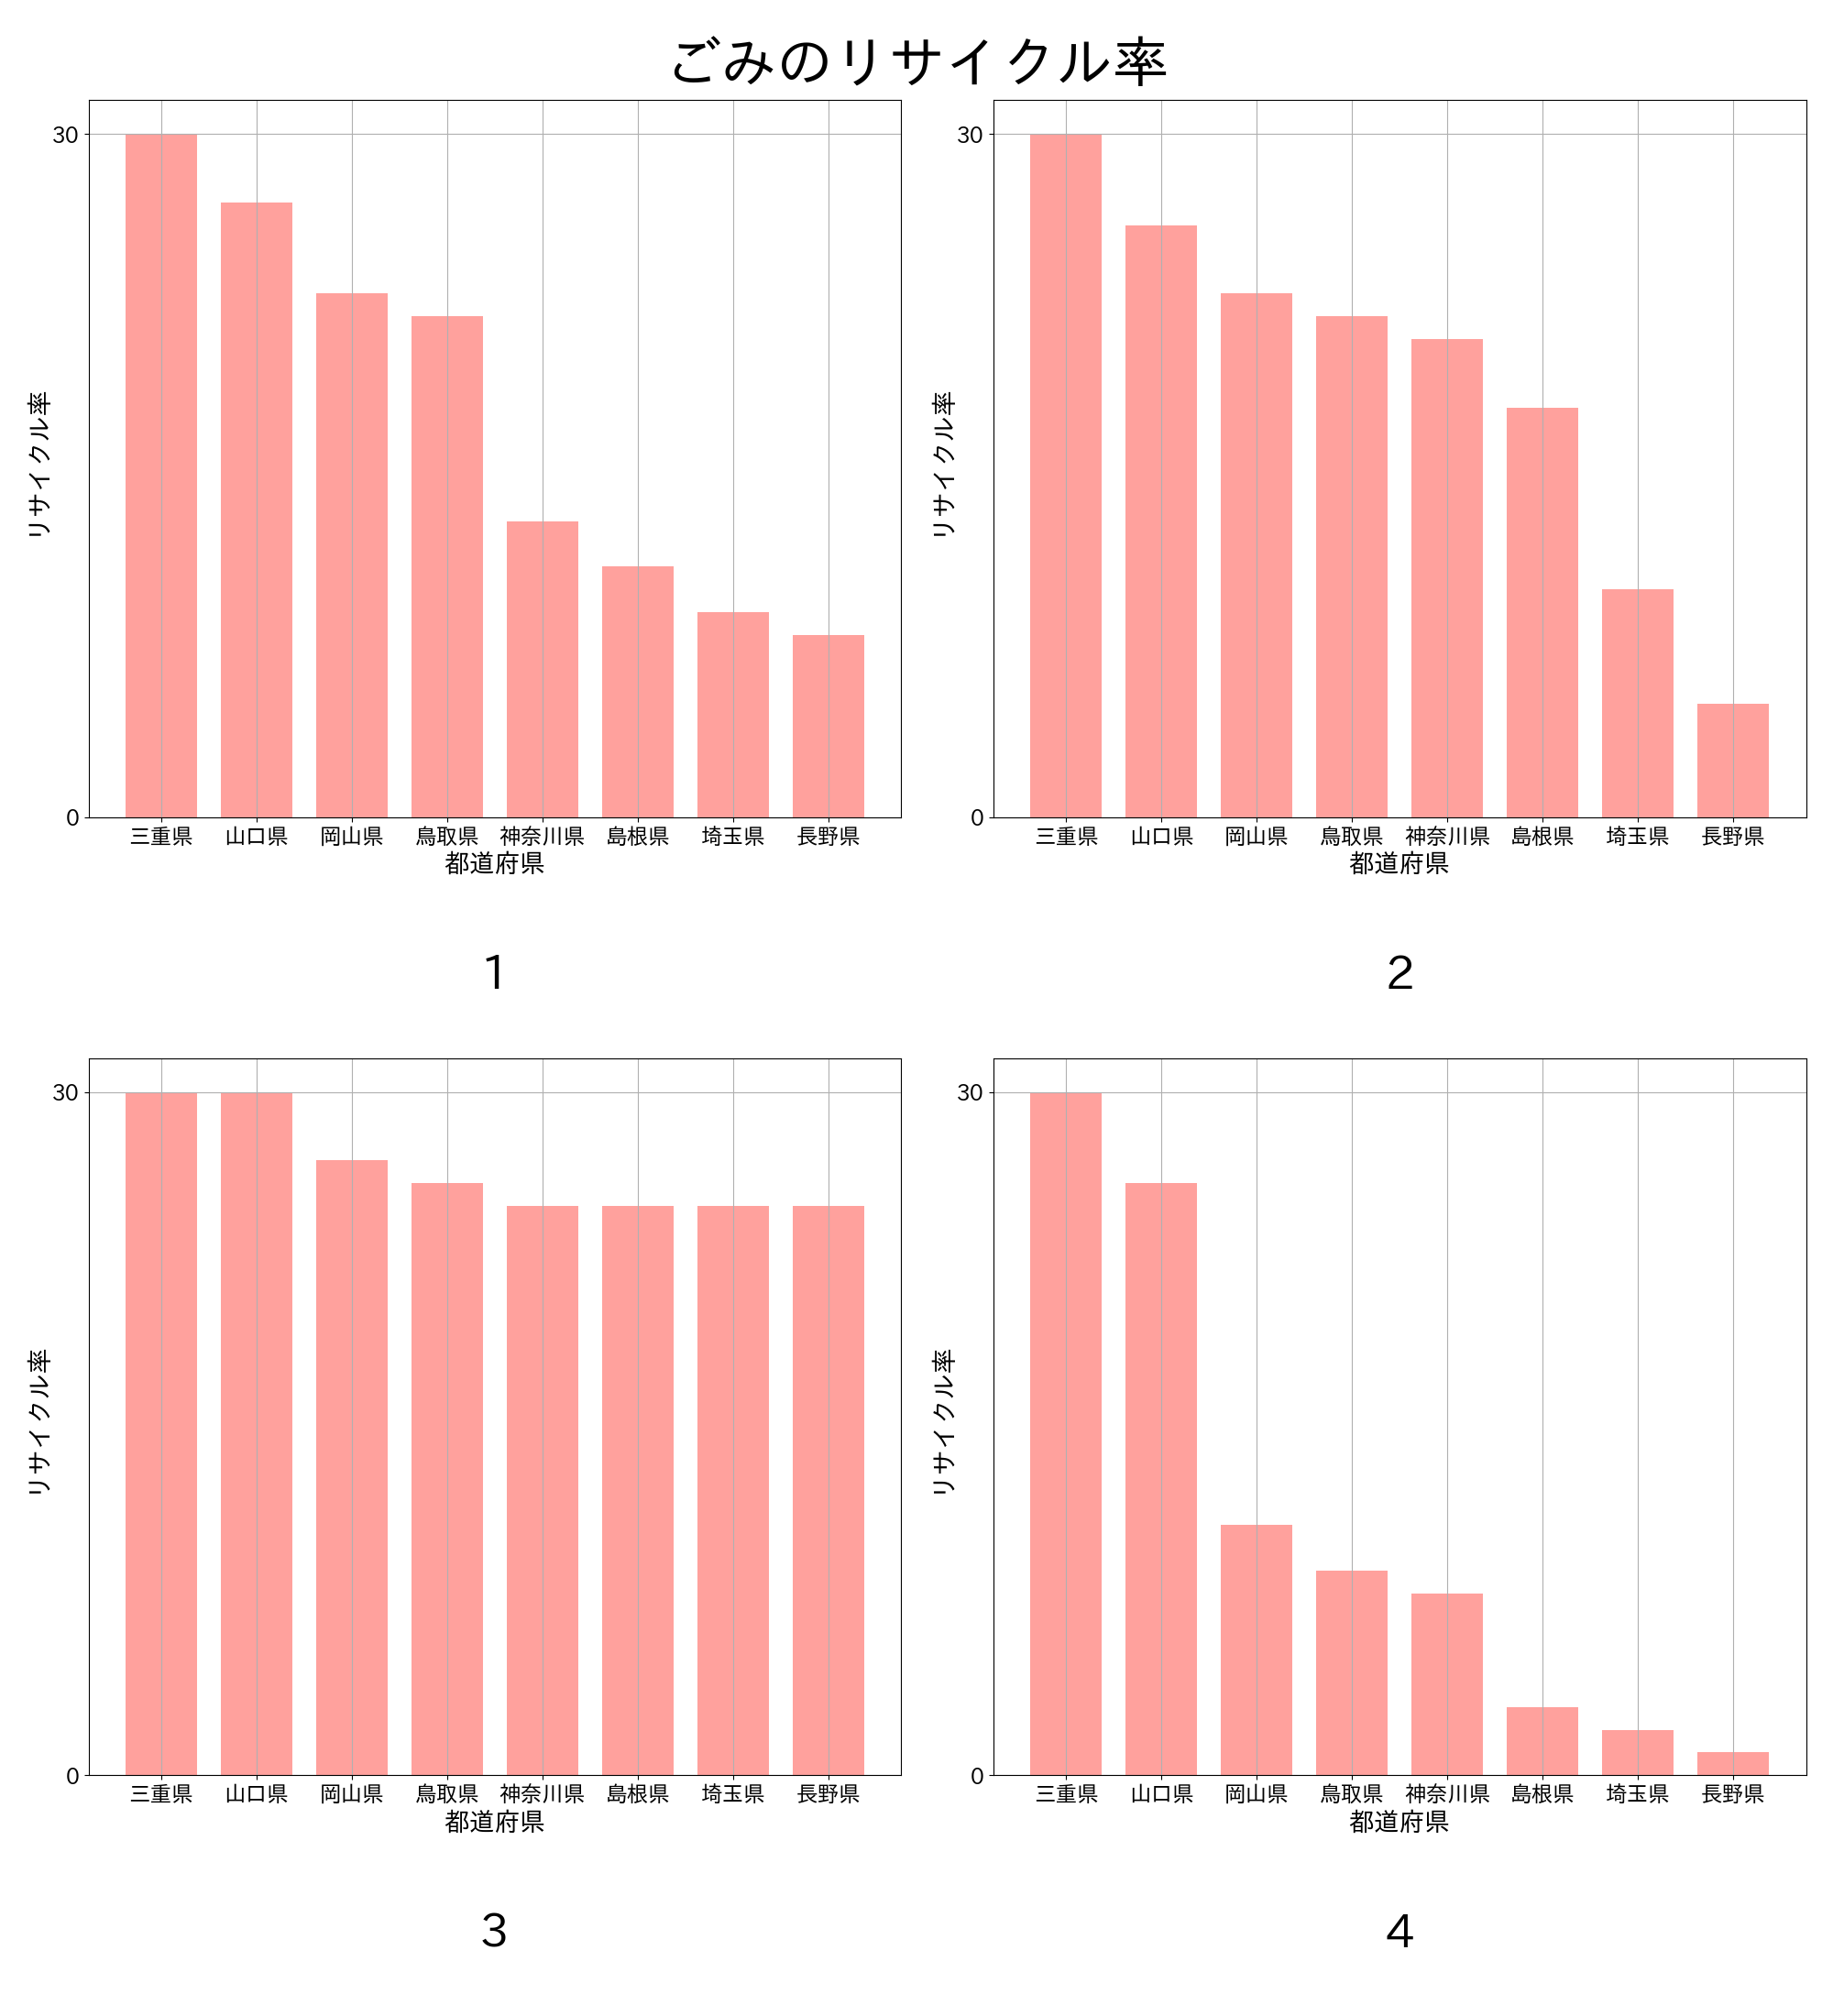 ごみのリサイクル率
30
0
リサイクル率
三重県 山口県 岡山県 鳥取県 神奈川県 島根県 埼玉県 長野県
都道府県
1
30
0
リサイクル率
三重県 山口県 岡山県 鳥取県 神奈川県 島根県 埼玉県 長野県
都道府県
2
30
0
リサイクル率
三重県 山口県 岡山県 鳥取県 神奈川県 島根県 埼玉県 長野県
都道府県
3
30
0
リサイクル率
三重県 山口県 岡山県 鳥取県 神奈川県 島根県 埼玉県 長野県
都道府県
4